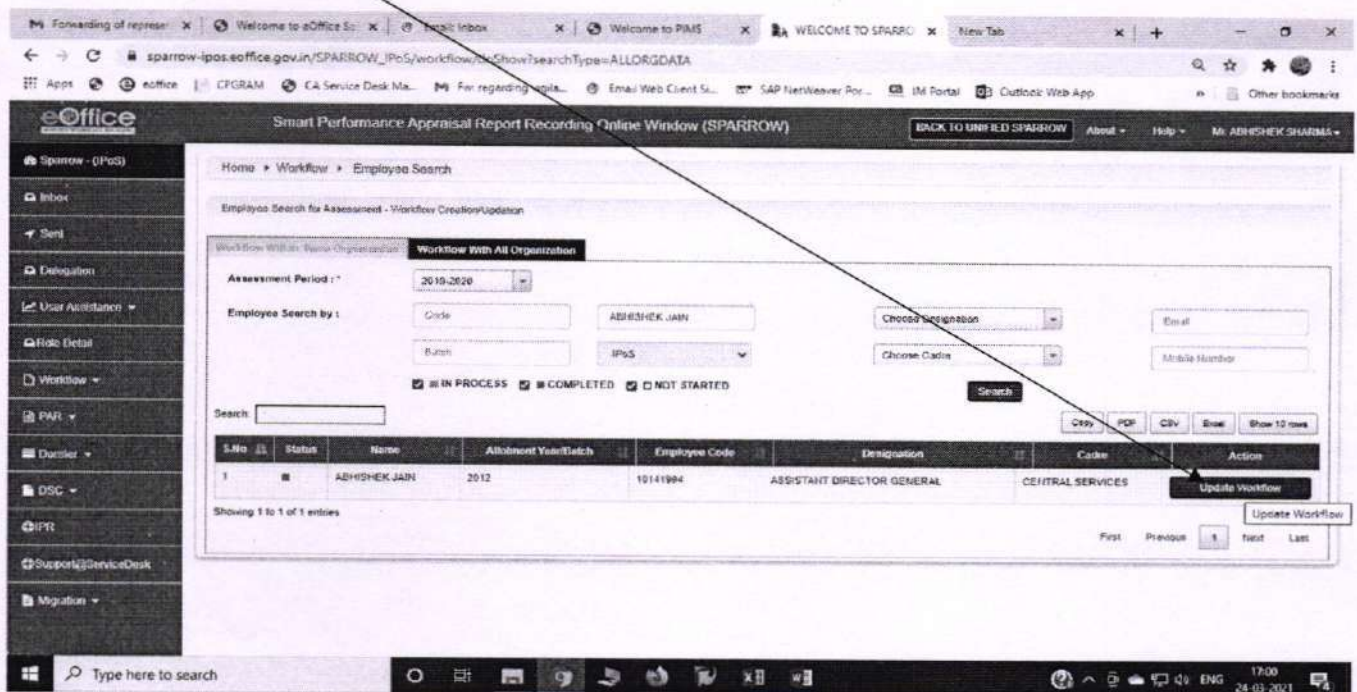 Forwarding of represen
Welcome to eOffice Se
Email: Inbox
Welcome to PIMS
WELCOME TO SPARRO
New Tab
sparrow-ipos.eoffice.gov.in/SPARROW_IPoS/workflow/doShow?searchType=ALLORGDATA
Apps eoffice CPGRAM CA Service Desk Ma... Fwr regarding Email Web Client Si... SAP NetWeaver Por... IM Portal Outlook Web App Other bookmarks
eOffice Smart Performance Appraisal Report Recording Online Window (SPARROW) BACK TO UNIFIED SPARROW About Help Mr. ABHISHEK SHARMA
Sparrow - (IPoS)
Home Workflow Employee Search
Inbox
Employee Search for Assessment - Workflow Creation/Updation
Sent
Workflow Within Organization Workflow With All Organization
Delegation
Assessment Period : * 2019-2020
User Assistance
Employee Search by : Code ABHISHEK JAIN Choose Designation Email
Role Detail
Batch IPoS Choose Cadre Mobile Number
Workflow
IN PROCESS COMPLETED NOT STARTED Search
PAR
Search: Copy PDF CSV Excel Show 10 rows
Dossier
S.No Status Name Allotment Year/Batch Employee Code Designation Cadre Action
DSC
1 ABHISHEK JAIN 2012 10141994 ASSISTANT DIRECTOR GENERAL CENTRAL SERVICES Update Workflow
Showing 1 to 1 of 1 entries
Update Workflow
IPR
First Previous 1 Next Last
Support@ServiceDesk
Migration
Type here to search
ENG 17:00
24-03-2021